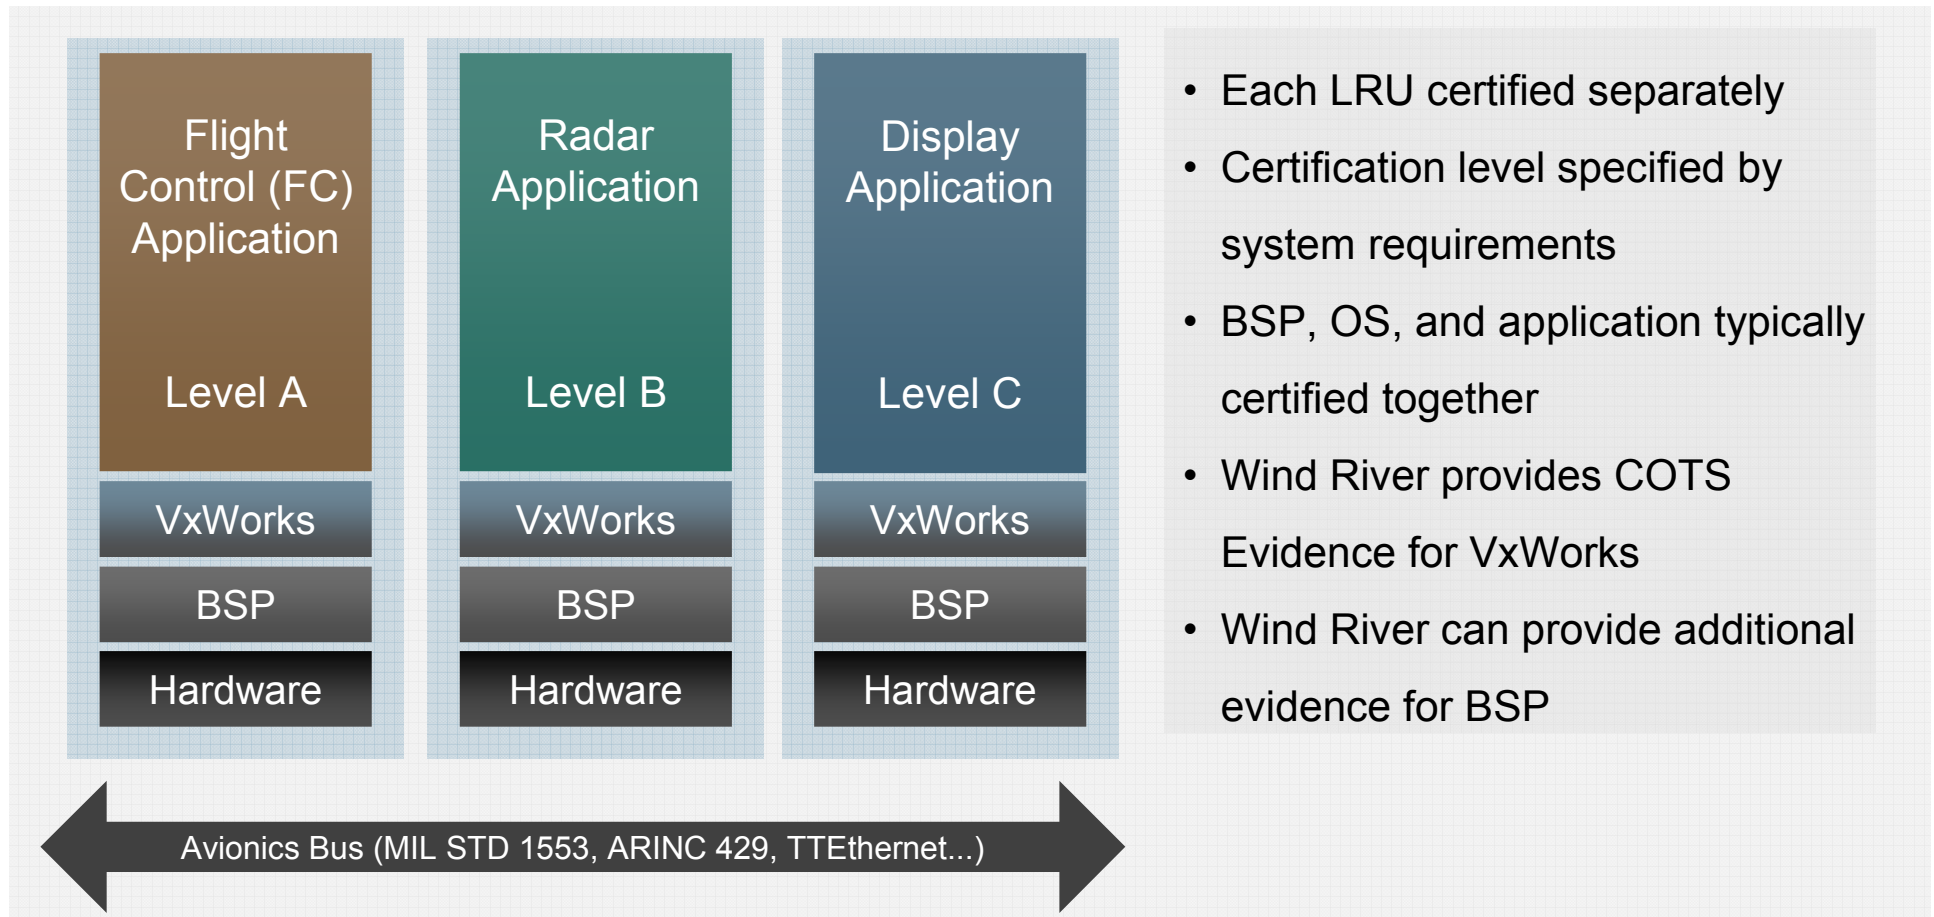 Flight
Control (FC)
Application
Level A
VxWorks
BSP
Hardware
Radar
Application
Level B
VxWorks
BSP
Hardware
Display
Application
Level C
VxWorks
BSP
Hardware
Avionics Bus (MIL STD 1553, ARINC 429, TTEthernet...)
• Each LRU certified separately
• Certification level specified by
system requirements
• BSP, OS, and application typically
certified together
• Wind River provides COTS
Evidence for VxWorks
• Wind River can provide additional
evidence for BSP